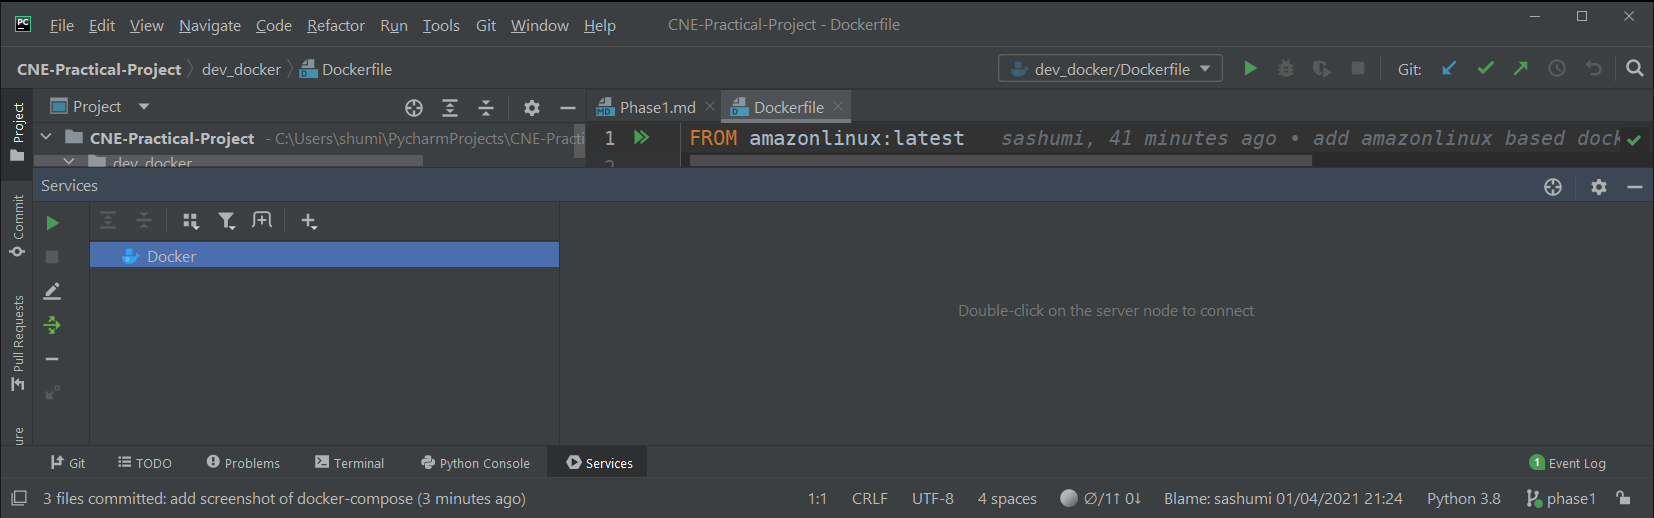 PC File Edit View Navigate Code Refactor Run Tools Git Window Help CNE-Practical-Project - Dockerfile
CNE-Practical-Project dev_docker Dockerfile dev_docker/Dockerfile Git:
Project Project Phase1.md Dockerfile
CNE-Practical-Project - C:\Users\shumi\PycharmProjects\CNE-Practi 1 FROM amazonlinux:latest sashumi, 41 minutes ago • add amazonlinux based dock
dev_docker 2
Services
Commit
Docker
Pull Requests
Double-click on the server node to connect
ure
Git TODO Problems Terminal Python Console Services 1 Event Log
3 files committed: add screenshot of docker-compose (3 minutes ago) 1:1 CRLF UTF-8 4 spaces ∅/1↑ 0↓ Blame: sashumi 01/04/2021 21:24 Python 3.8 phase1